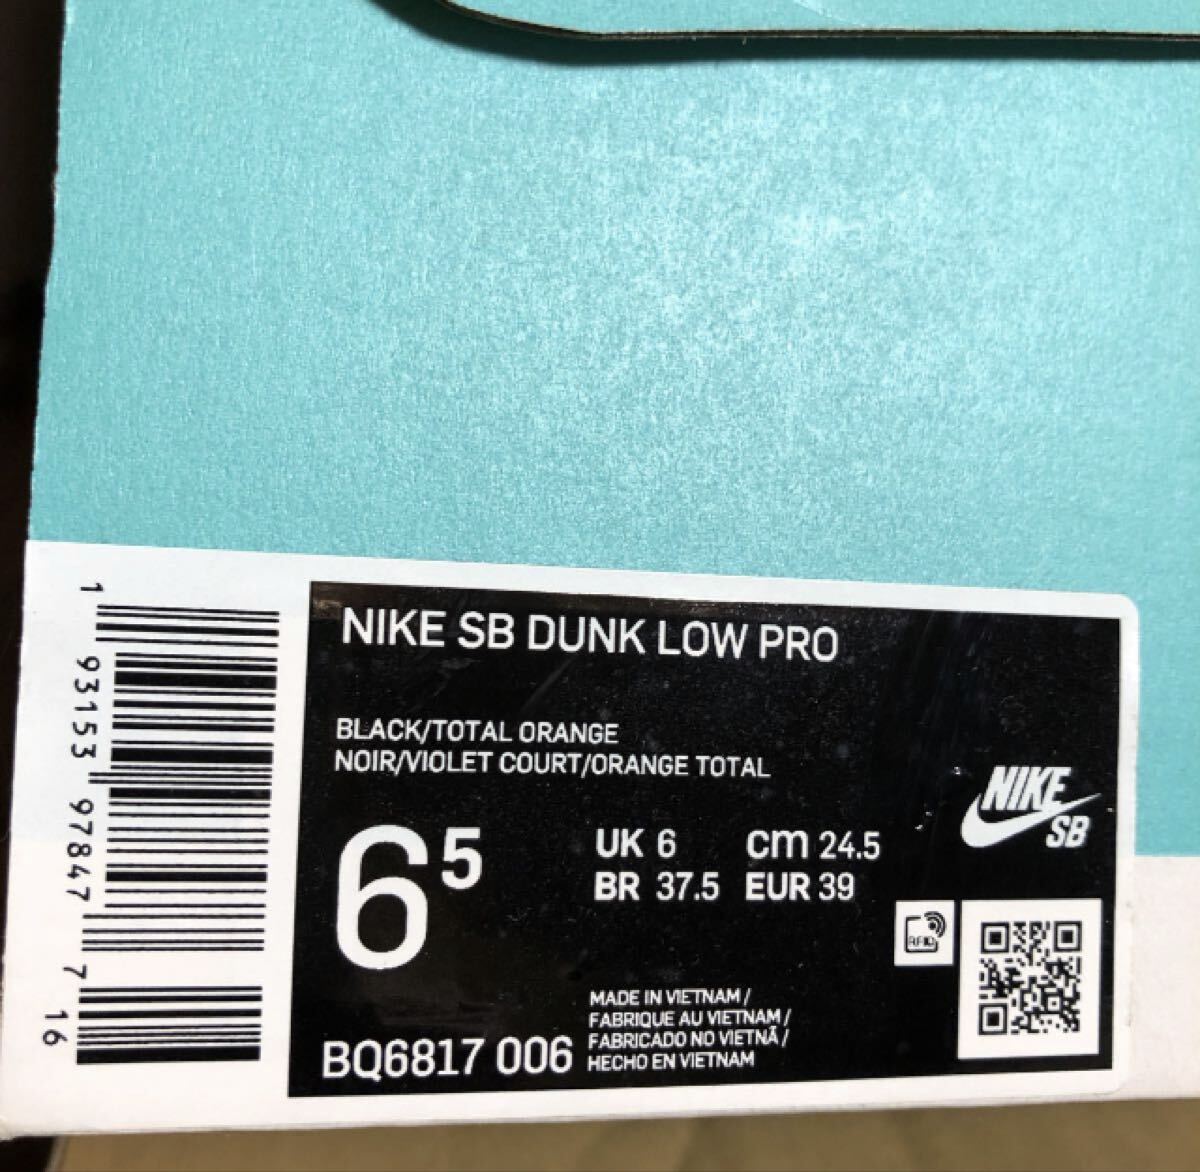 NIKE SB DUNK LOW PRO
BLACK/TOTAL ORANGE
NOIR/VIOLET COURT/ORANGE TOTAL
6⁵
UK 6 cm 24.5
BR 37.5 EUR 39
NIKE
SB
RFID
MADE IN VIETNAM /
FABRIQUE AU VIETNAM /
FABRICADO NO VIETNÃ /
HECHO EN VIETNAM
BQ6817 006
1 93153 97847 7 16